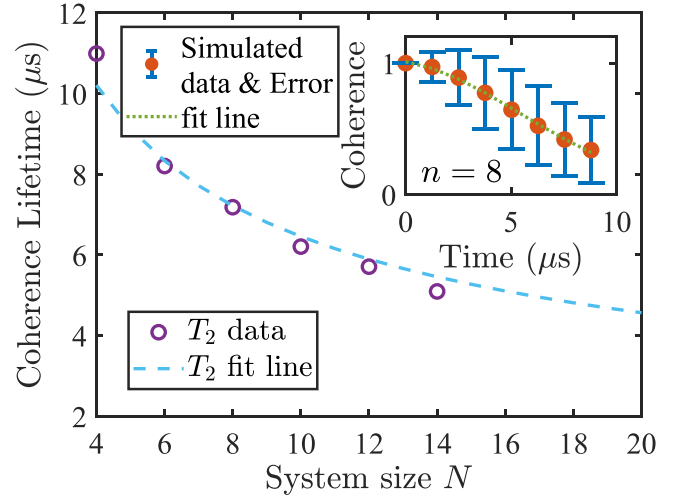 12
10
8
6
4
2
Coherence Lifetime (μs)
4 6 8 10 12 14 16 18 20
System size N
Simulated
data & Error
fit line
T₂ data
T₂ fit line
Coherence
1
0
n = 8
0 5 10
Time (μs)